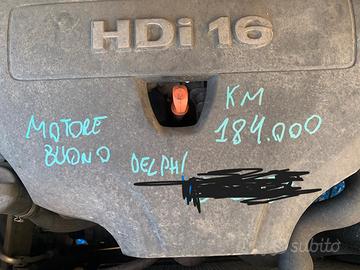 HDi 16
MOTORE
BUONO
DELPHI
KM
184.000
subito